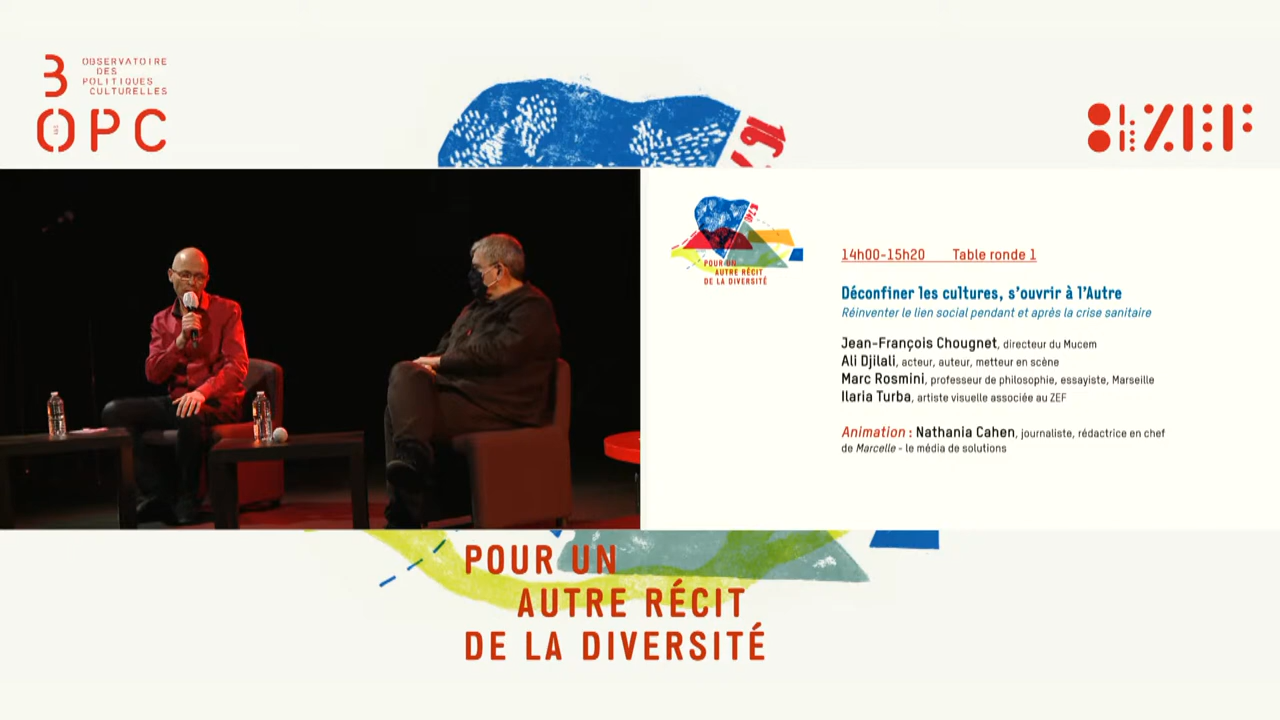 OBSERVATOIRE
DES
POLITIQUES
CULTURELLES
OPC
ZEF
POUR UN
AUTRE RÉCIT
DE LA DIVERSITÉ
14h00-15h20 Table ronde 1
Déconfiner les cultures, s'ouvrir à l'Autre
Réinventer le lien social pendant et après la crise sanitaire
Jean-François Chougnet, directeur du Mucem
Ali Djilali, acteur, auteur, metteur en scène
Marc Rosmini, professeur de philosophie, essayiste, Marseille
Ilaria Turba, artiste visuelle associée au ZEF
Animation : Nathania Cahen, journaliste, rédactrice en chef
de Marcelle - le média de solutions
POUR UN
AUTRE RÉCIT
DE LA DIVERSITÉ